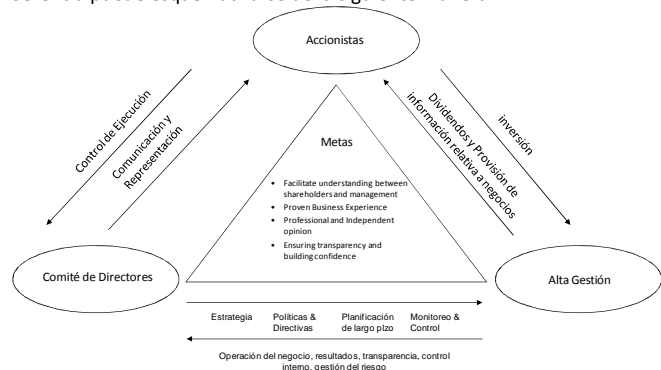 Accionistas
Control de Ejecución
Comunicación y
Representación
Dividendos y Provisión de
información relativa a negocios
inversión
Metas
• Facilitate understanding between
shareholders and management
• Proven Business Experience
• Professional and Independent
opinion
• Ensuring transparency and
building confidence
Comité de Directores
Alta Gestión
Estrategia
Políticas &
Directivas
Planificación
de largo plzo
Monitoreo &
Control
Operación del negocio, resultados, transparencia, control
interno, gestión del riesgo